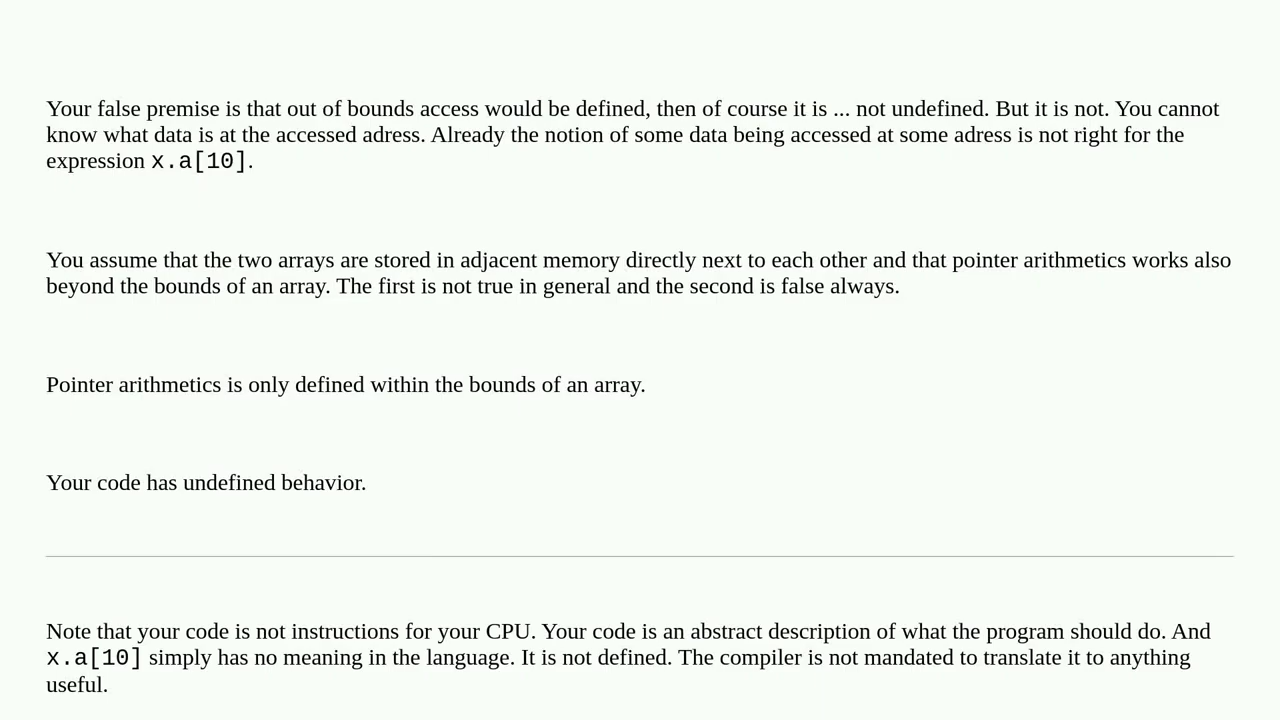 Your false premise is that out of bounds access would be defined, then of course it is ... not undefined. But it is not. You cannot
know what data is at the accessed adress. Already the notion of some data being accessed at some adress is not right for the
expression x.a[10].
You assume that the two arrays are stored in adjacent memory directly next to each other and that pointer arithmetics works also
beyond the bounds of an array. The first is not true in general and the second is false always.
Pointer arithmetics is only defined within the bounds of an array.
Your code has undefined behavior.
Note that your code is not instructions for your CPU. Your code is an abstract description of what the program should do. And
x.a[10] simply has no meaning in the language. It is not defined. The compiler is not mandated to translate it to anything
useful.